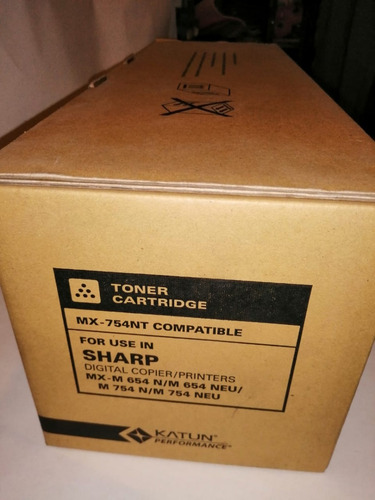 TONER
CARTRIDGE
MX-754NT COMPATIBLE
FOR USE IN
SHARP
DIGITAL COPIER/PRINTERS
MX-M 654 N/M 654 NEU/
M 754 N/M 754 NEU
KATUN®
PERFORMANCE™